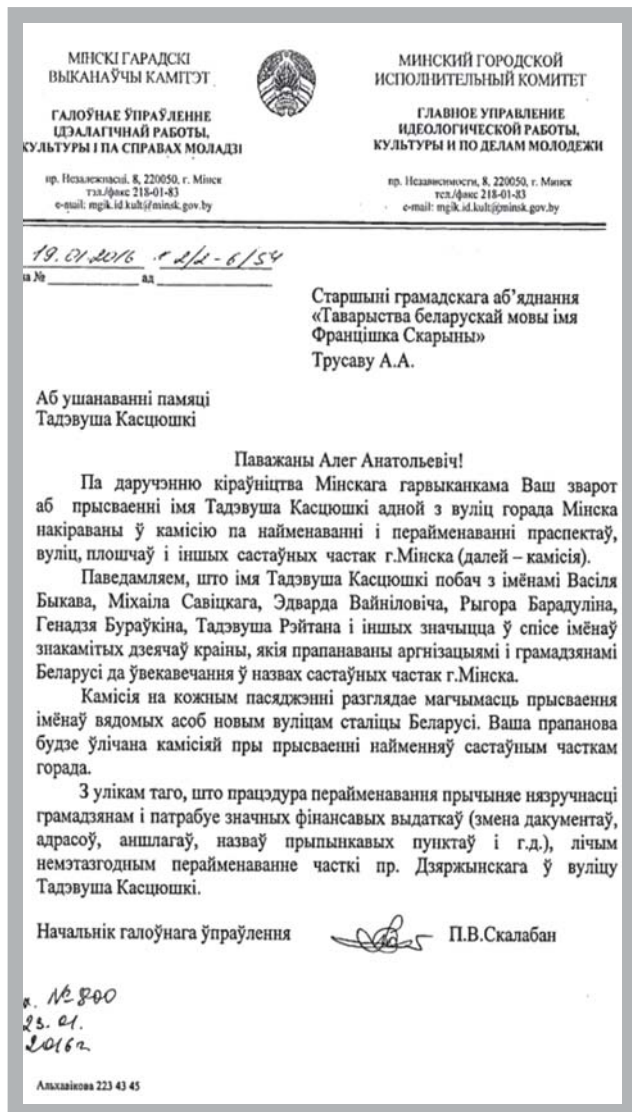 МІНСКІ ГАРАДСКІ
ВЫКАНАЎЧЫ КАМІТЭТ
ГАЛОЎНАЕ ЎПРАЎЛЕННЕ
ІДЭАЛАГІЧНАЙ РАБОТЫ,
КУЛЬТУРЫ І ПА СПРАВАХ МОЛАДЗІ
пр. Незалежнасці, 8, 220050, г. Мінск
тэл./факс 218-01-83
e-mail: mgik.id.kult@minsk.gov.by
МИНСКИЙ ГОРОДСКОЙ
ИСПОЛНИТЕЛЬНЫЙ КОМИТЕТ
ГЛАВНОЕ УПРАВЛЕНИЕ
ИДЕОЛОГИЧЕСКОЙ РАБОТЫ,
КУЛЬТУРЫ И ПО ДЕЛАМ МОЛОДЕЖИ
пр. Независимости, 8, 220050, г. Минск
тел./факс 218-01-83
e-mail: mgik.id.kult@minsk.gov.by
19.01.2016 № 2/2-6/54
на № ад
Старшыні грамадскага аб’яднання
«Таварыства беларускай мовы імя
Францішка Скарыны»
Трусаву А.А.
Аб ушанаванні памяці
Тадэвуша Касцюшкі
Паважаны Алег Анатольевіч!
Па даручэнню кіраўніцтва Мінскага гарвыканкама Ваш зварот
аб прысваенні імя Тадэвуша Касцюшкі адной з вуліц горада Мінска
накіраваны ў камісію па найменаванні і перайменаванні праспектаў,
вуліц, плошчаў і іншых састаўных частак г.Мінска (далей – камісія).
Паведамляем, што імя Тадэвуша Касцюшкі побач з імёнамі Васіля
Быкава, Міхаіла Савіцкага, Эдварда Вайніловіча, Рыгора Барадуліна,
Генадзя Бураўкіна, Тадэвуша Рэйтана і іншых значыцца ў спісе імёнаў
знакамітых дзеячаў краіны, якія прапанаваны аргнізацыямі і грамадзянамі
Беларусі да ўвекавечання ў назвах састаўных частак г.Мінска.
Камісія на кожным пасяджэнні разглядае магчымасць прысваення
імёнаў вядомых асоб новым вуліцам сталіцы Беларусі. Ваша прапанова
будзе ўлічана камісіяй пры прысваенні найменняў састаўным часткам
горада.
З улікам таго, што працэдура перайменавання прычыняе нязручнасці
грамадзянам і патрабуе значных фінансавых выдаткаў (змена дакументаў,
адрасоў, аншлагаў, назваў прыпынкавых пунктаў і г.д.), лічым
немэтазгодным перайменаванне часткі пр. Дзяржынскага ў вуліцу
Тадэвуша Касцюшкі.
Начальнік галоўнага ўпраўлення П.В.Скалабан
№ 800
23. 01.
2016 г.
Альхавікова 223 43 45